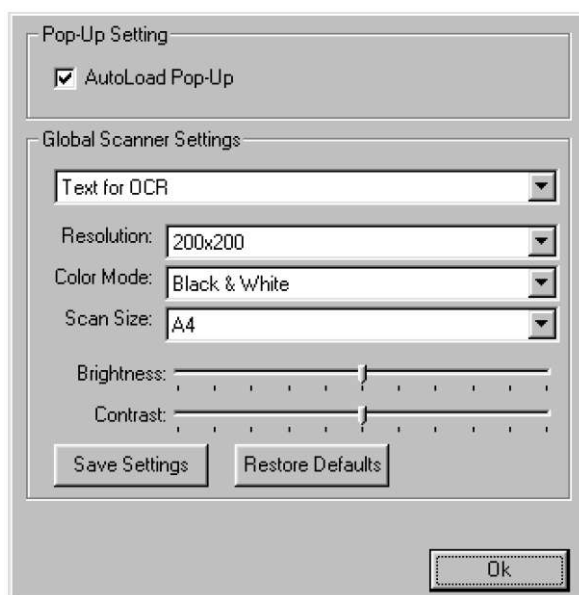 Pop-Up Setting
AutoLoad Pop-Up
Global Scanner Settings
Text for OCR
Resolution: 200x200
Color Mode: Black & White
Scan Size: A4
Brightness:
Contrast:
Save Settings Restore Defaults
Ok